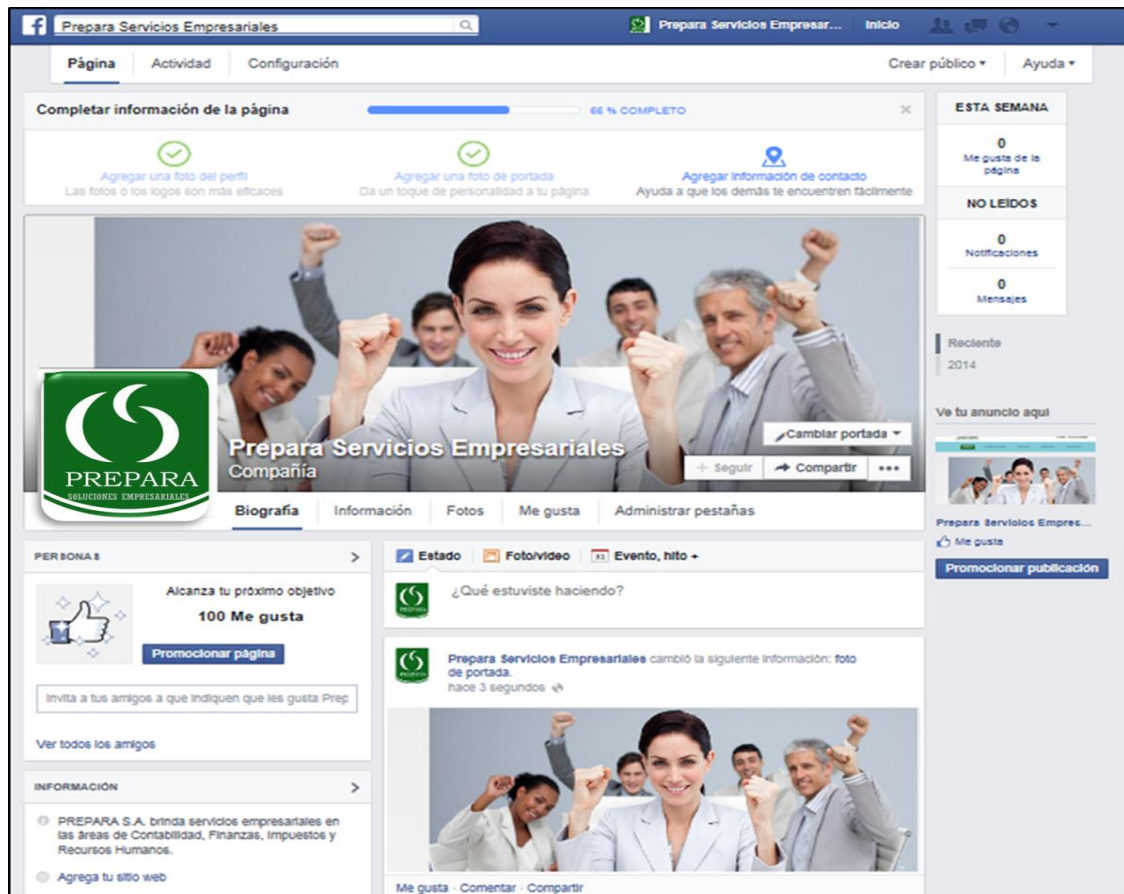 Prepara Servicios Empresariales
Prepara Servicios Empresar...
Inicio
Página
Actividad
Configuración
Crear público
Ayuda
Completar información de la página
66 % COMPLETO
Agregar una foto del perfil
Las fotos o los logos son más eficaces
Agregar una foto de portada
Da un toque de personalidad a tu página
Agregar información de contacto
Ayuda a que los demás te encuentren fácilmente
ESTA SEMANA
0
Me gusta de la
página
NO LEÍDOS
0
Notificaciones
0
Mensajes
Reciente
2014
Ve tu anuncio aquí
Prepara Servicios Empres...
Me gusta
Promocionar publicación
PREPARA
SOLUCIONES EMPRESARIALES
Prepara Servicios Empresariales
Compañía
Cambiar portada
+ Seguir
Compartir
Biografía
Información
Fotos
Me gusta
Administrar pestañas
PERSONAS
Alcanza tu próximo objetivo
100 Me gusta
Promocionar página
Invita a tus amigos a que indiquen que les gusta Prep
Ver todos los amigos
INFORMACIÓN
PREPARA S.A. brinda servicios empresariales en
las áreas de Contabilidad, Finanzas, Impuestos y
Recursos Humanos.
Agrega tu sitio web
Estado
Foto/video
31
Evento, hito +
PREPARA
¿Qué estuviste haciendo?
PREPARA
Prepara Servicios Empresariales cambió la siguiente información: foto
de portada.
hace 3 segundos
Me gusta · Comentar · Compartir